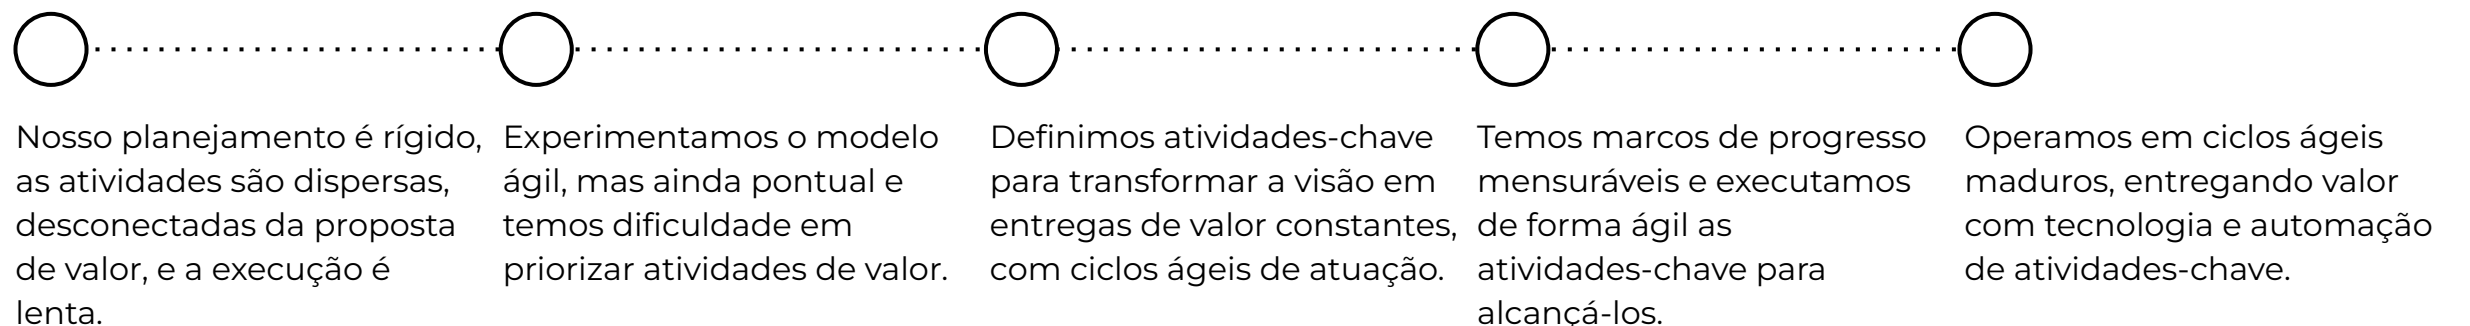 Nosso planejamento é rígido,
as atividades são dispersas,
desconectadas da proposta
de valor, e a execução é
lenta.
Experimentamos o modelo
ágil, mas ainda pontual e
temos dificuldade em
priorizar atividades de valor.
Definimos atividades-chave
para transformar a visão em
entregas de valor constantes,
com ciclos ágeis de atuação.
Temos marcos de progresso
mensuráveis e executamos
de forma ágil as
atividades-chave para
alcançá-los.
Operamos em ciclos ágeis
maduros, entregando valor
com tecnologia e automação
de atividades-chave.